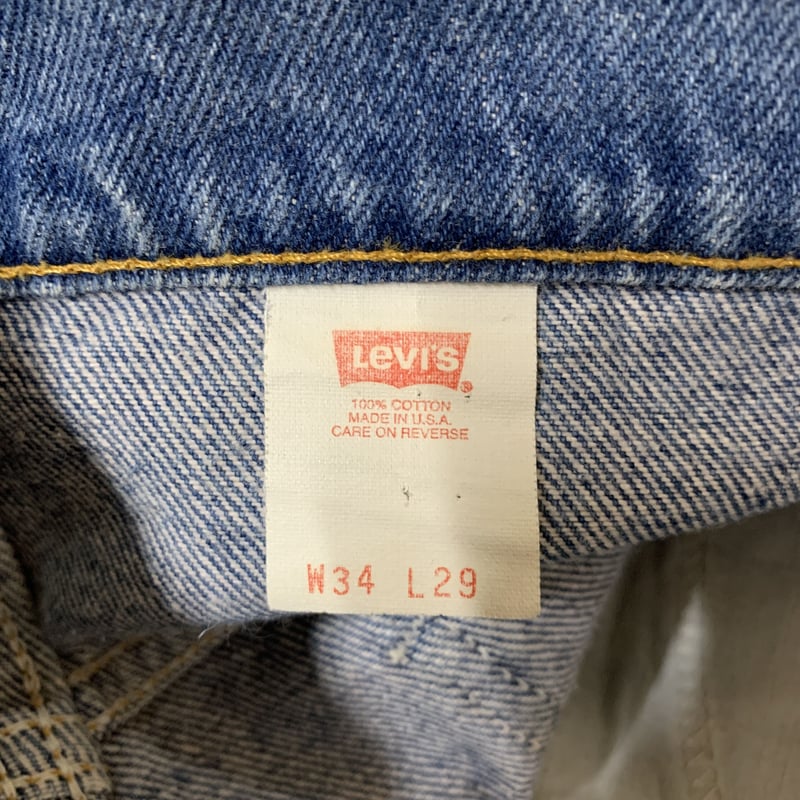 LEVI'S
®
100% COTTON
MADE IN U.S.A.
CARE ON REVERSE
W34 L29